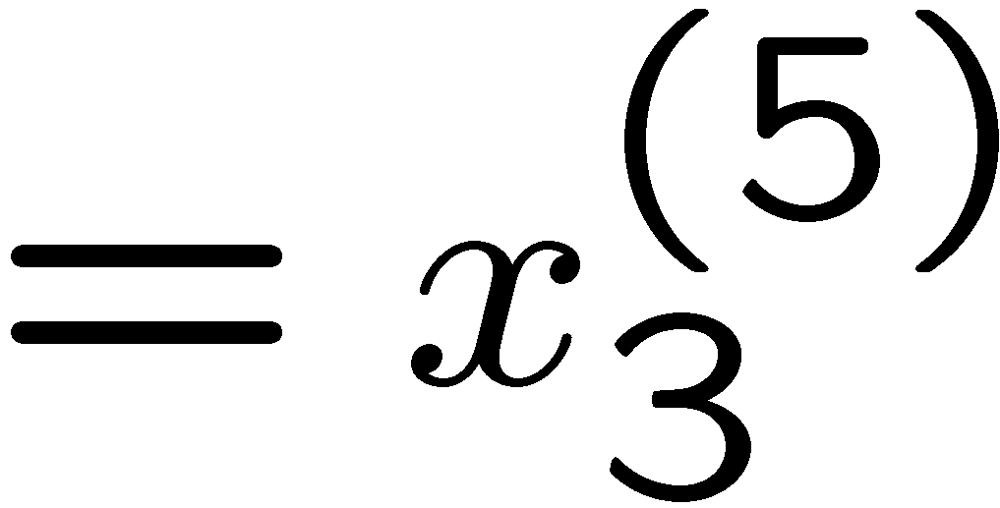 = x_3^{(5)}